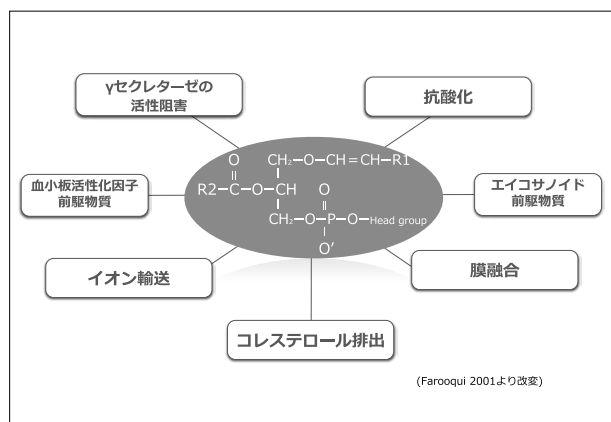 γセクレターゼの
活性阻害
抗酸化
血小板活性化因子
前駆物質
エイコサノイド
前駆物質
O CH₂-O-CH=CH-R1
R2-C-O-CH O
CH₂-O-P-O-Head group
O′
イオン輸送
膜融合
コレステロール排出
(Farooqui 2001より改変)